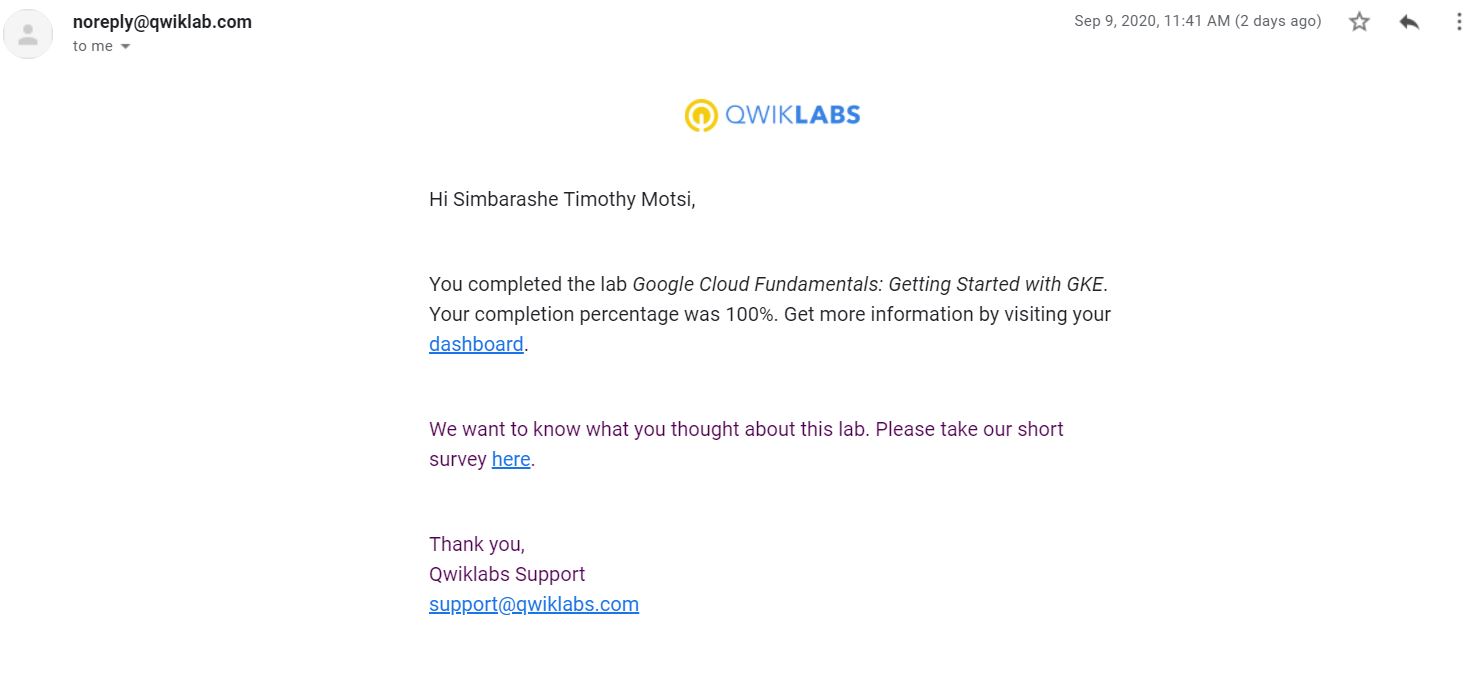 noreply@qwiklab.com
Sep 9, 2020, 11:41 AM (2 days ago)
to me
QWIKLABS
Hi Simbarashe Timothy Motsi,
You completed the lab Google Cloud Fundamentals: Getting Started with GKE.
Your completion percentage was 100%. Get more information by visiting your
dashboard.
We want to know what you thought about this lab. Please take our short
survey here.
Thank you,
Qwiklabs Support
support@qwiklabs.com